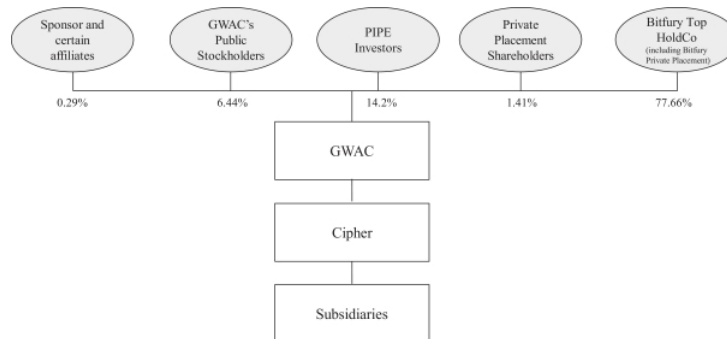 Sponsor and
certain
affiliates
GWAC's
Public
Stockholders
PIPE
Investors
Private
Placement
Shareholders
Bitfury Top
HoldCo
(including Bitfury
Private Placement)
0.29%
6.44%
14.2%
1.41%
77.66%
GWAC
Cipher
Subsidiaries